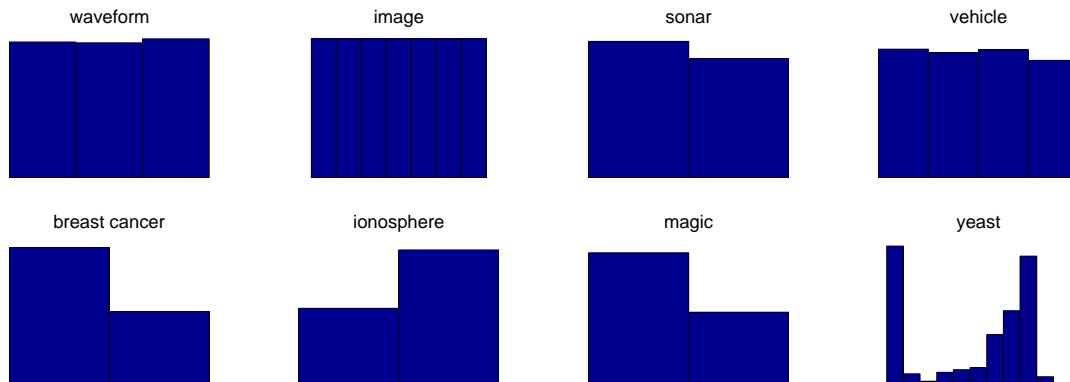 waveform
image
sonar
vehicle
breast cancer
ionosphere
magic
yeast